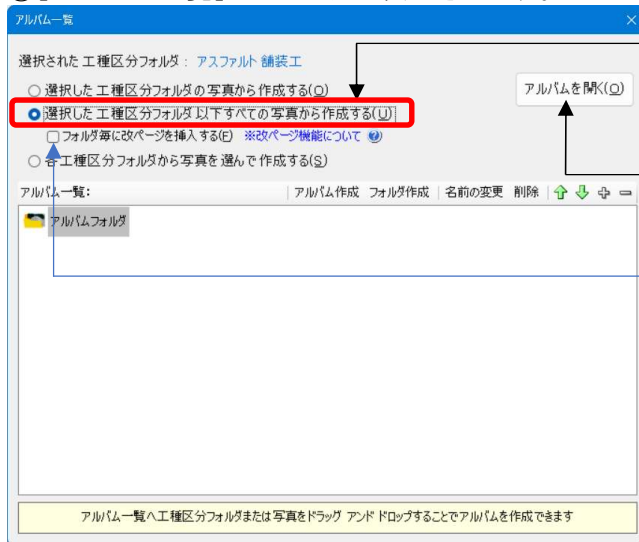 アルバム一覧
選択された工種区分フォルダ: アスファルト舗装工
選択した工種区分フォルダの写真から作成する(O)
アルバムを開く(O)
選択した工種区分フォルダ以下すべての写真から作成する(U)
フォルダ毎に改ページを挿入する(F) ※改ページ機能について
各工種区分フォルダから写真を選んで作成する(S)
アルバム一覧: アルバム作成 フォルダ作成 名前の変更 削除
アルバムフォルダ
アルバム一覧へ工種区分フォルダまたは写真をドラッグ アンド ドロップすることでアルバムを作成できます